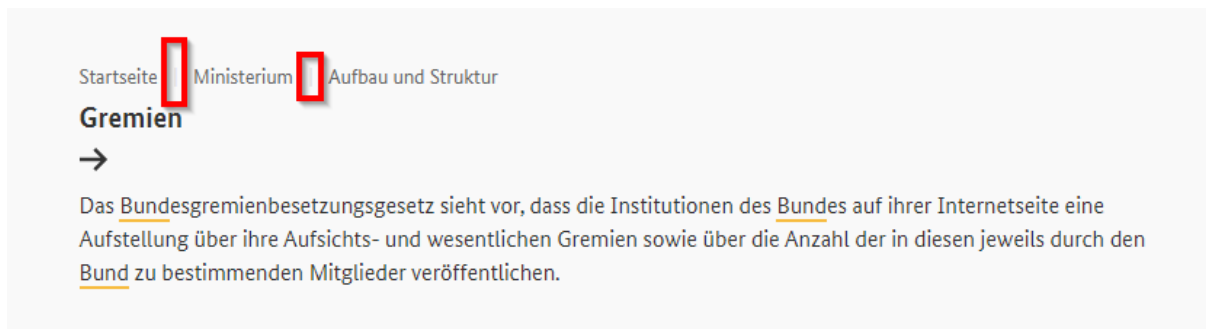 Startseite | Ministerium | Aufbau und Struktur
Gremien
→
Das Bundesgremienbesetzungsgesetz sieht vor, dass die Institutionen des Bundes auf ihrer Internetseite eine
Aufstellung über ihre Aufsichts- und wesentlichen Gremien sowie über die Anzahl der in diesen jeweils durch den
Bund zu bestimmenden Mitglieder veröffentlichen.